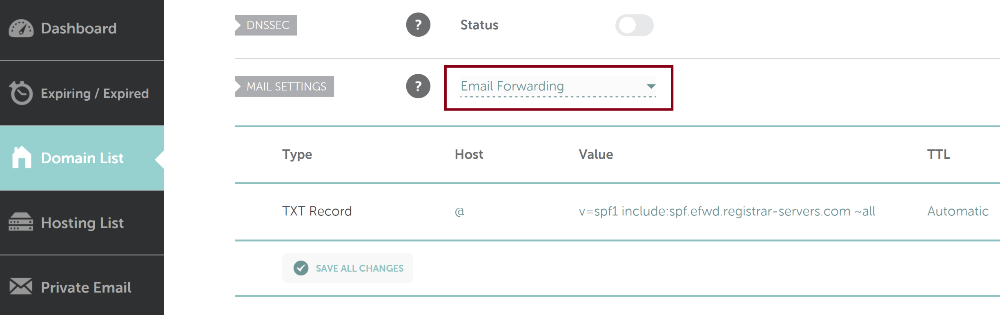 Dashboard
Expiring / Expired
Domain List
Hosting List
Private Email
DNSSEC ? Status
MAIL SETTINGS ? Email Forwarding
Type Host Value TTL
TXT Record @ v=spf1 include:spf.efwd.registrar-servers.com ~all Automatic
SAVE ALL CHANGES